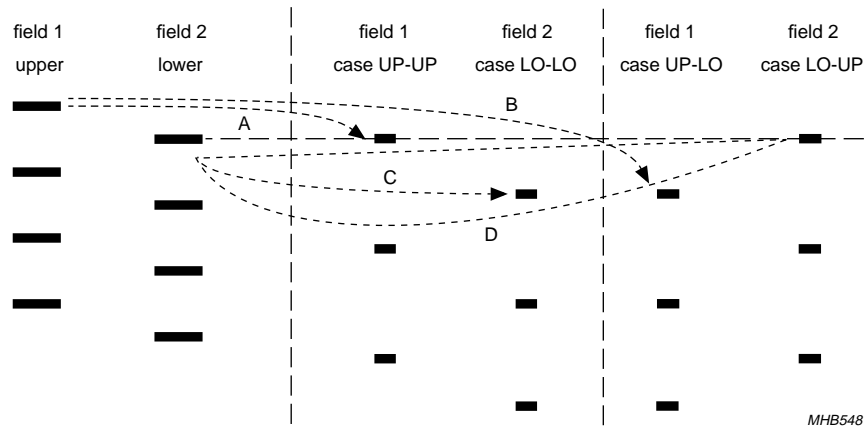 field 1 field 2 field 1 field 2 field 1 field 2
upper lower case UP-UP case LO-LO case UP-LO case LO-UP
B
A
C
D
MHB548